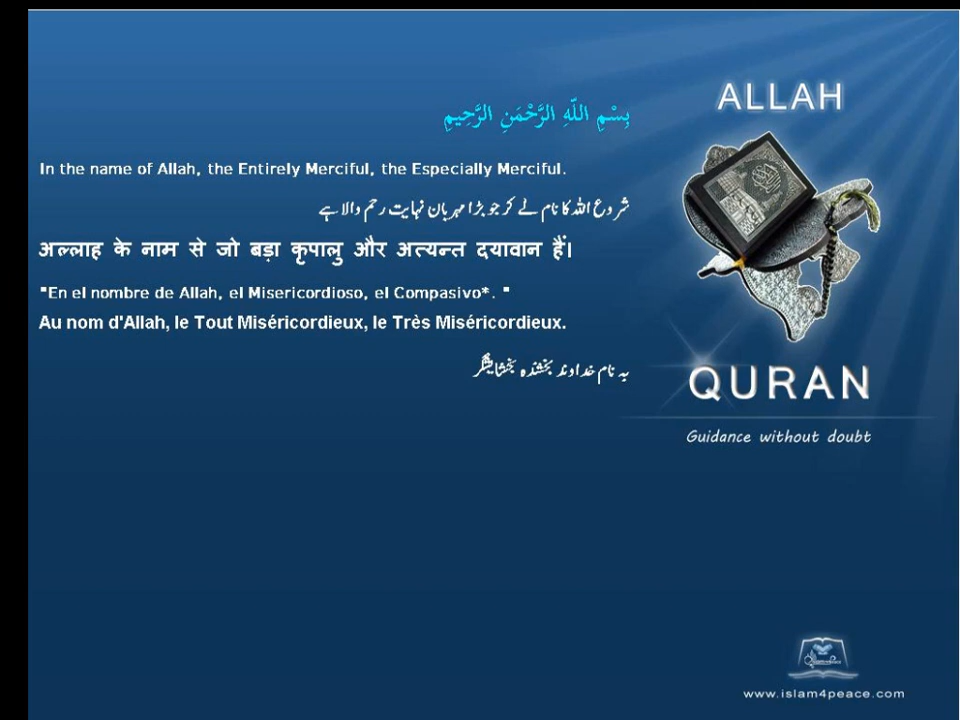 بِسْمِ اللّهِ الرَّحْمَنِ الرَّحِيمِ
In the name of Allah, the Entirely Merciful, the Especially Merciful.
شروع الله کا نام لے کر جو بڑا مہربان نہایت رحم والا ہے
अल्लाह के नाम से जो बड़ा कृपालु और अत्यन्त दयावान हैं।
"En el nombre de Allah, el Misericordioso, el Compasivo*. "
Au nom d'Allah, le Tout Miséricordieux, le Très Miséricordieux.
به نام خداوند بخشنده بخشایشگر
ALLAH
QURAN
Guidance without doubt
www.islam4peace.com